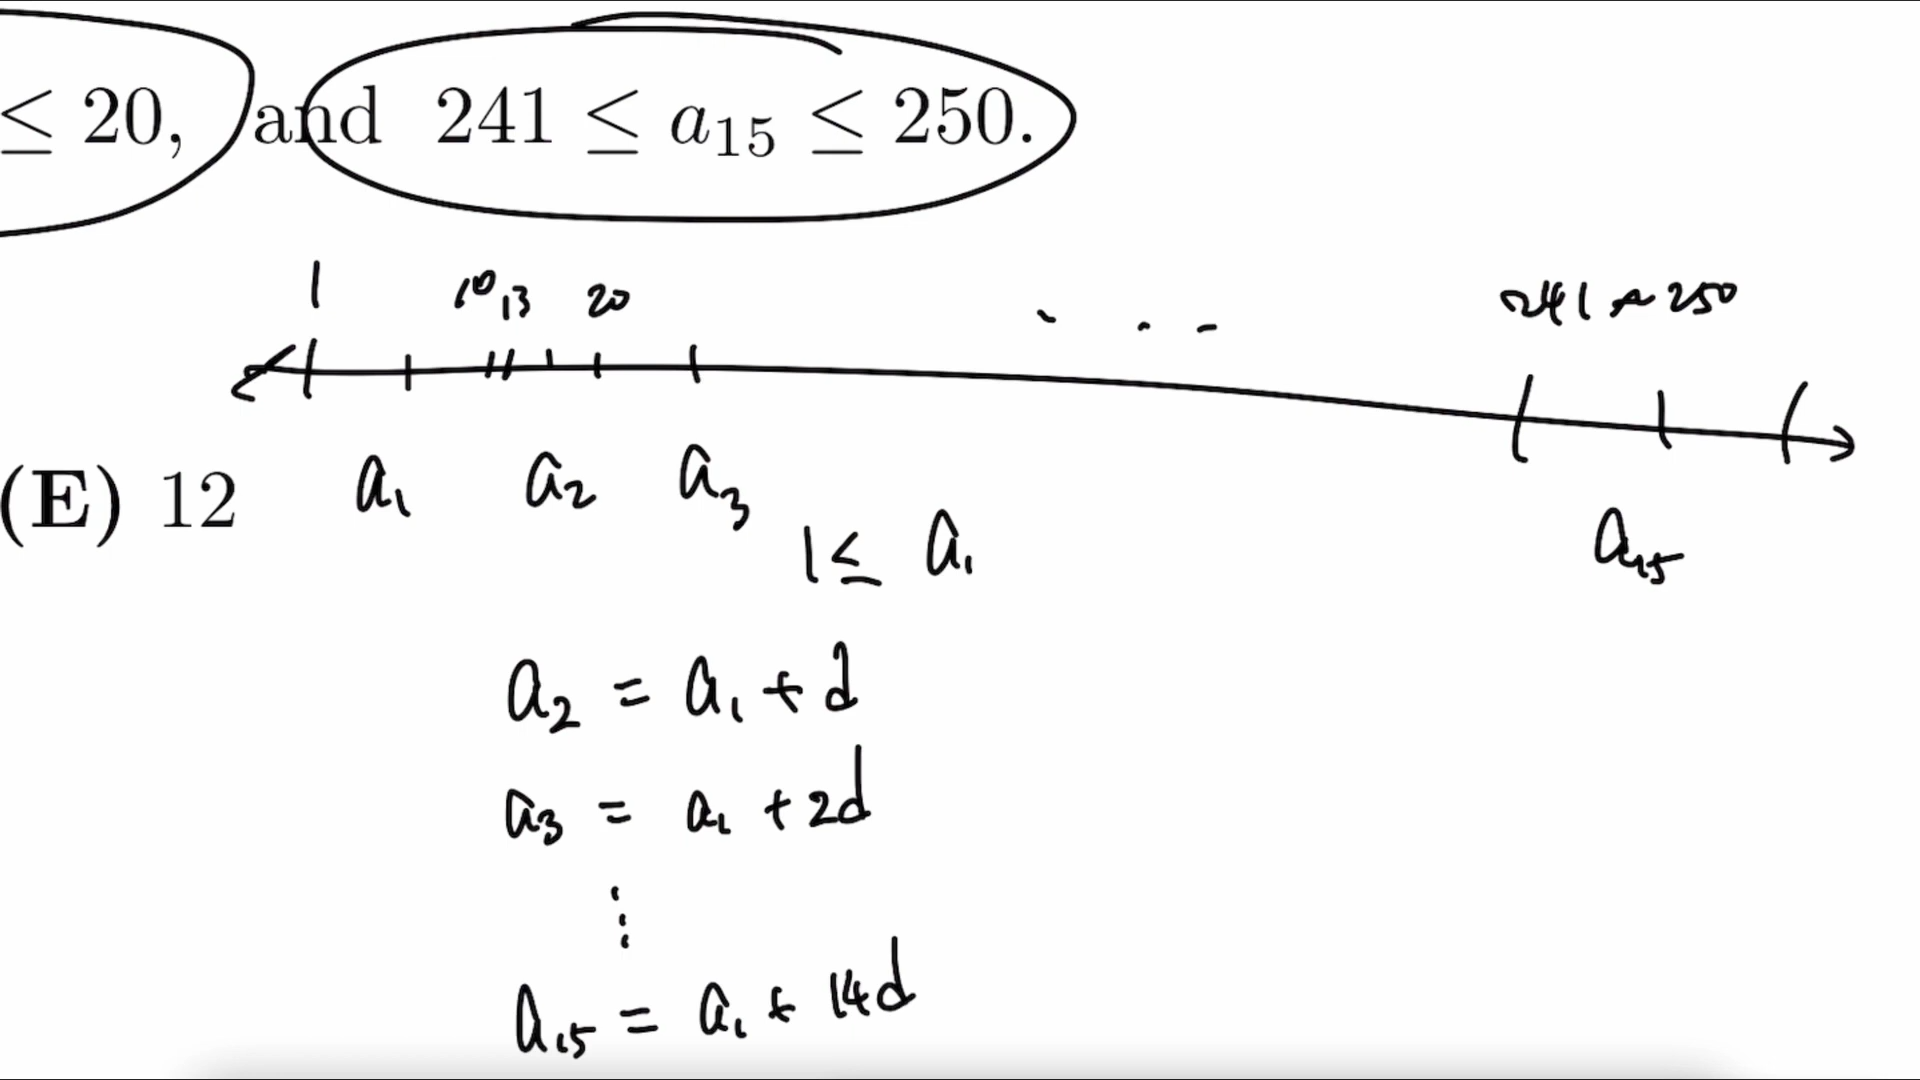 ≤ 20, and 241 ≤ a₁₅ ≤ 250.
1 10 13 20 . . . 241 ~ 250
(E) 12 a₁ a₂ a₃ a₁₅
1 ≤ a₁
a₂ = a₁ + d
a₃ = a₁ + 2d
⋮
a₁₅ = a₁ + 14d